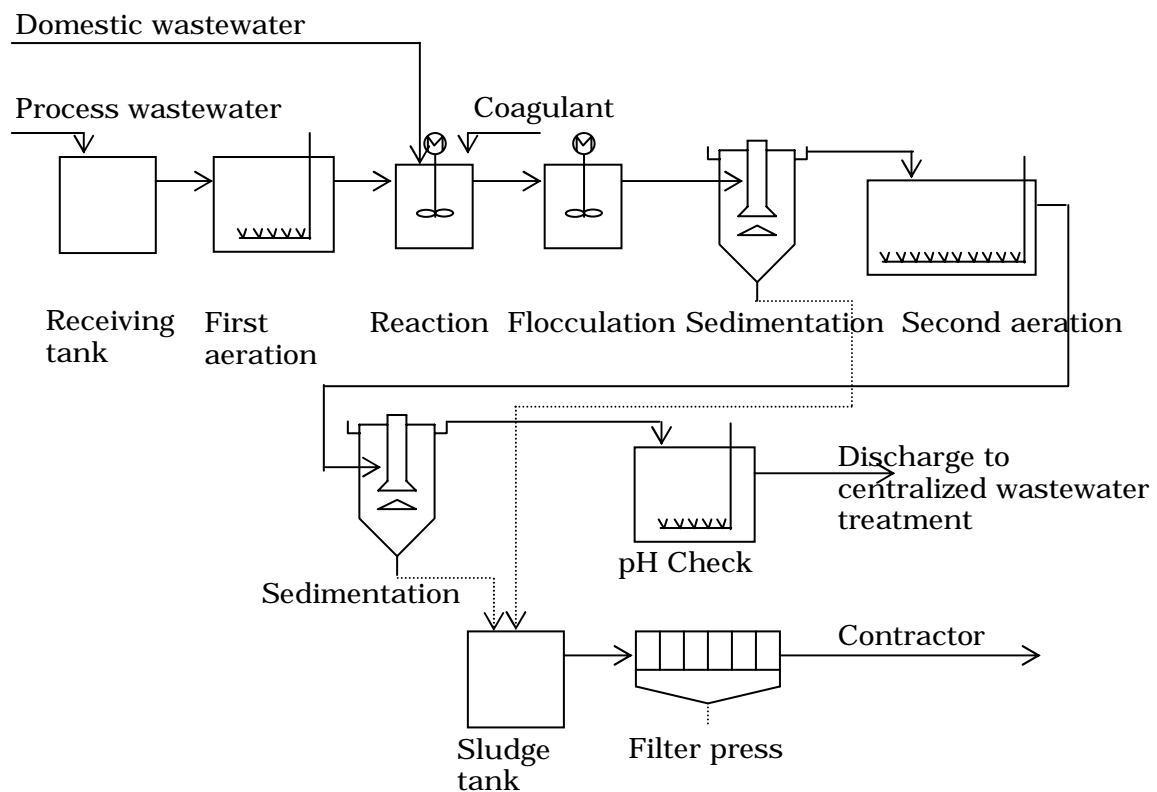 Domestic wastewater
Process wastewater
Coagulant
M
M
Receiving
tank
First
aeration
Reaction
Flocculation
Sedimentation
Second aeration
Discharge to
centralized wastewater
treatment
pH Check
Sedimentation
Contractor
Sludge
tank
Filter press